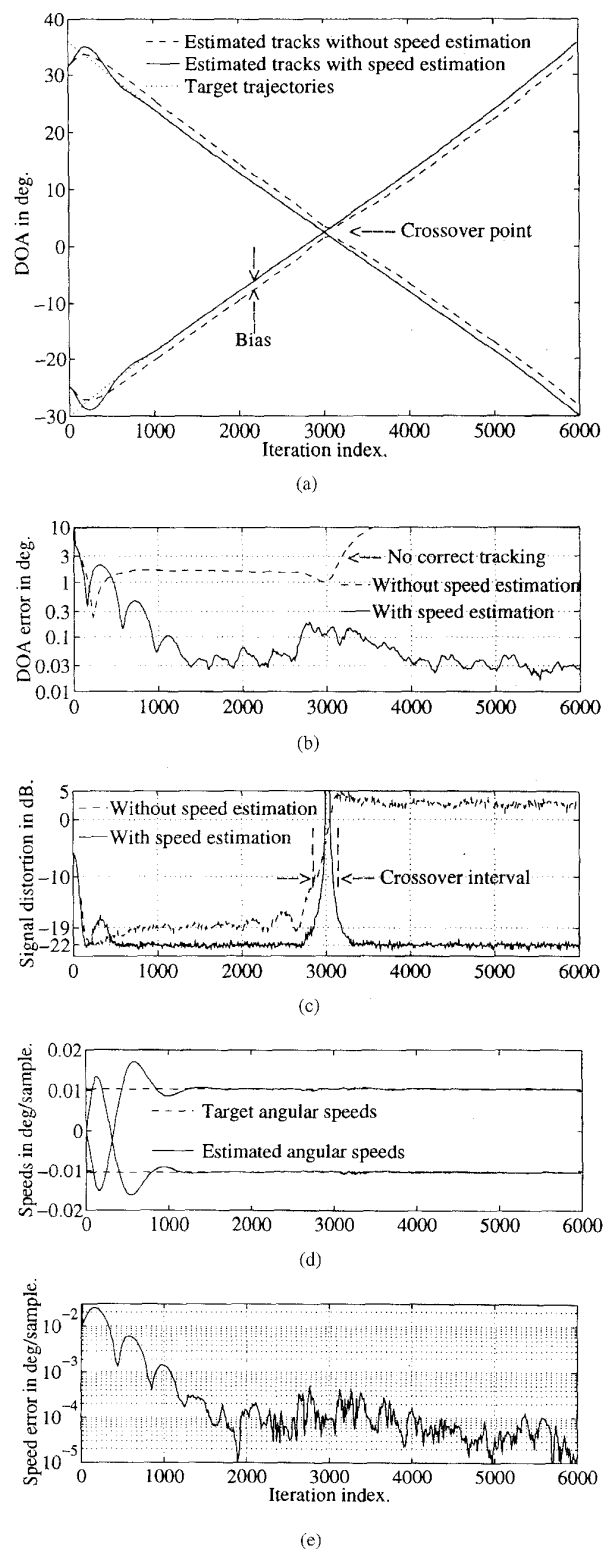 40
Estimated tracks without speed estimation
Estimated tracks with speed estimation
Target trajectories
30
20
10
0
−10
−20
−30
DOA in deg.
Crossover point
Bias
0 1000 2000 3000 4000 5000 6000
Iteration index.
(a)
10
3
1
0.3
0.1
0.03
0.01
DOA error in deg.
No correct tracking
Without speed estimation
With speed estimation
0 1000 2000 3000 4000 5000 6000
(b)
5
0
−10
−19
−22
Signal distortion in dB.
Without speed estimation
With speed estimation
Crossover interval
0 1000 2000 3000 4000 5000 6000
(c)
0.02
0.01
0
−0.01
−0.02
Speeds in deg/sample.
Target angular speeds
Estimated angular speeds
0 1000 2000 3000 4000 5000 6000
(d)
10⁻²
10⁻³
10⁻⁴
10⁻⁵
Speed error in deg/sample.
0 1000 2000 3000 4000 5000 6000
Iteration index.
(e)